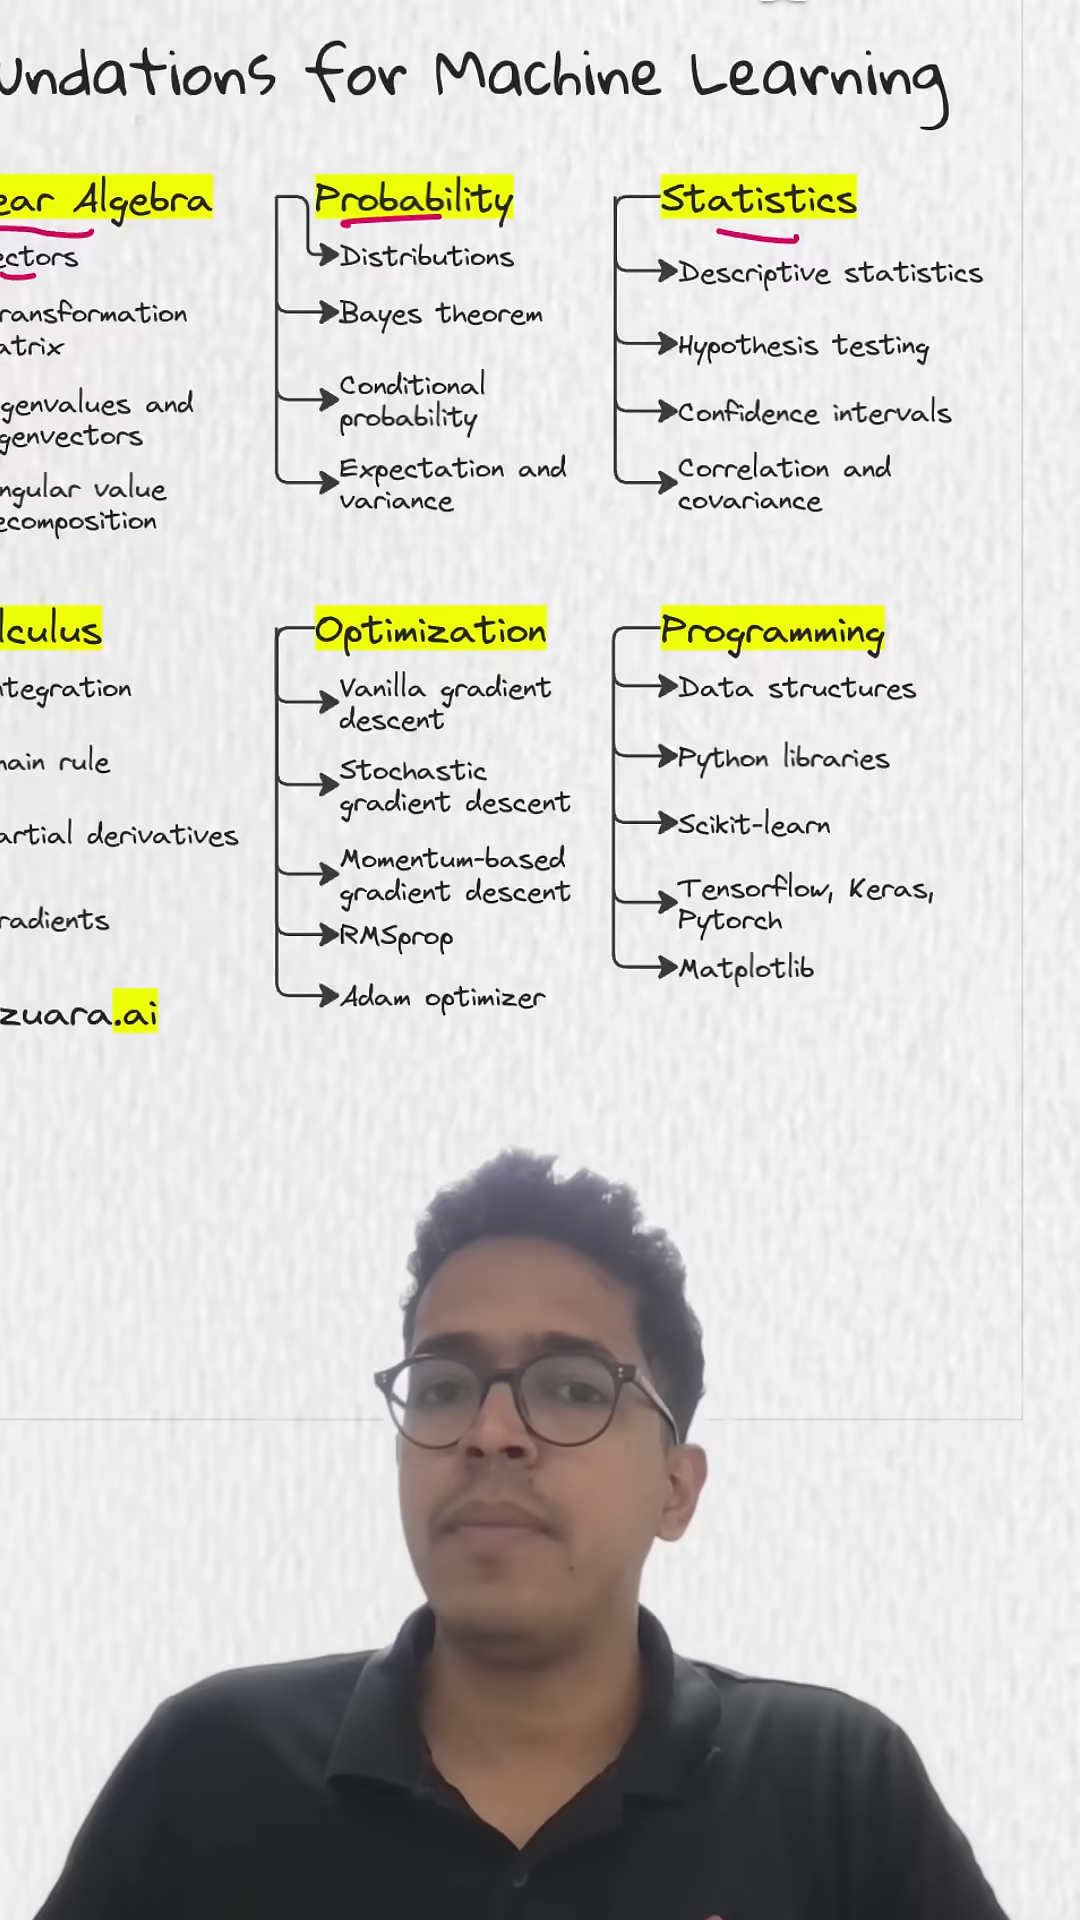 undations for Machine Learning
ear Algebra
ectors
ransformation
atrix
genvalues and
genvectors
ngular value
ecomposition
Probability
Distributions
Bayes theorem
Conditional
probability
Expectation and
variance
Statistics
Descriptive statistics
Hypothesis testing
Confidence intervals
Correlation and
covariance
lculus
ntegration
hain rule
artial derivatives
radients
zuara.ai
Optimization
Vanilla gradient
descent
Stochastic
gradient descent
Momentum-based
gradient descent
RMSprop
Adam optimizer
Programming
Data structures
Python libraries
Scikit-learn
Tensorflow, Keras,
Pytorch
Matplotlib